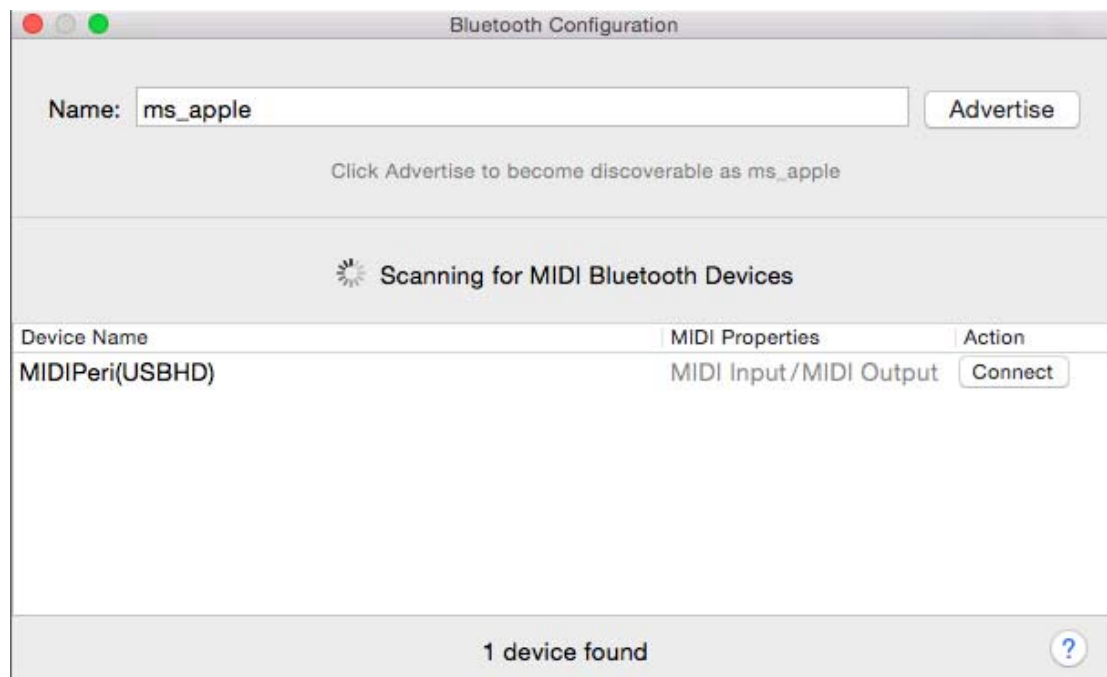 Bluetooth Configuration
Name: ms_apple Advertise
Click Advertise to become discoverable as ms_apple
Scanning for MIDI Bluetooth Devices
Device Name MIDI Properties Action
MIDIPeri(USBHD) MIDI Input/MIDI Output Connect
1 device found ?